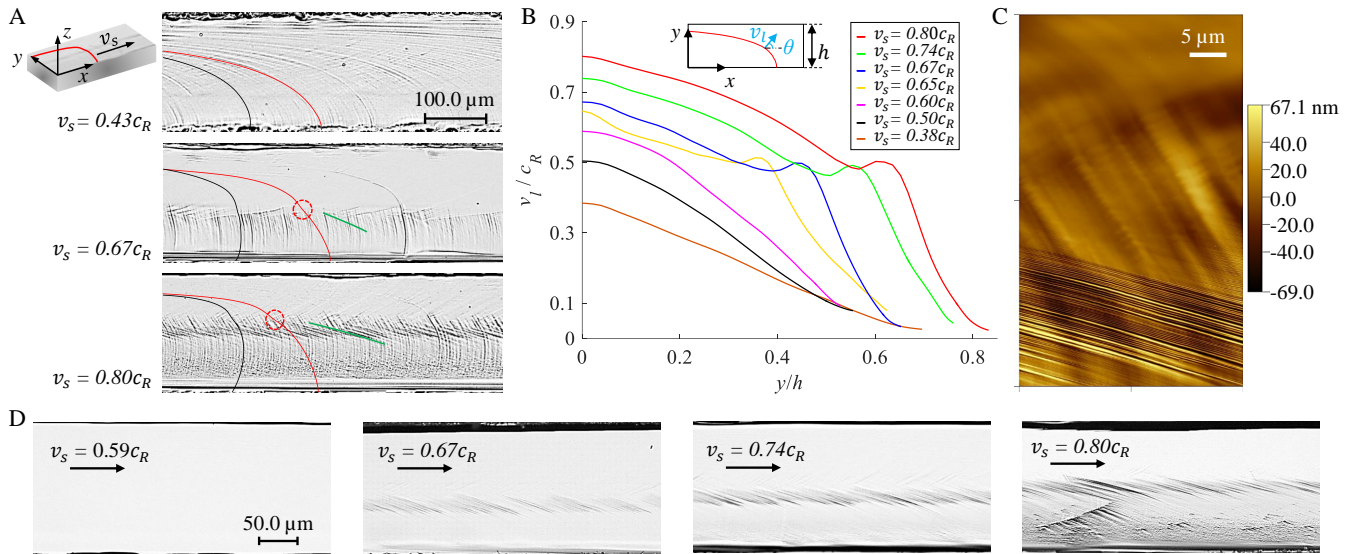 A
z
v_s
y
x
v_s = 0.43c_R
100.0 μm
v_s = 0.67c_R
v_s = 0.80c_R
B
v_l / c_R
0.9
0.7
0.5
0.3
0.1
0
0
0.2
0.4
0.6
0.8
y/h
y
v_l
θ
h
x
v_s = 0.80c_R
v_s = 0.74c_R
v_s = 0.67c_R
v_s = 0.65c_R
v_s = 0.60c_R
v_s = 0.50c_R
v_s = 0.38c_R
C
5 μm
67.1 nm
20.0
0.0
-20.0
-40.0
-69.0
D
v_s = 0.59c_R
50.0 μm
v_s = 0.67c_R
v_s = 0.74c_R
v_s = 0.80c_R